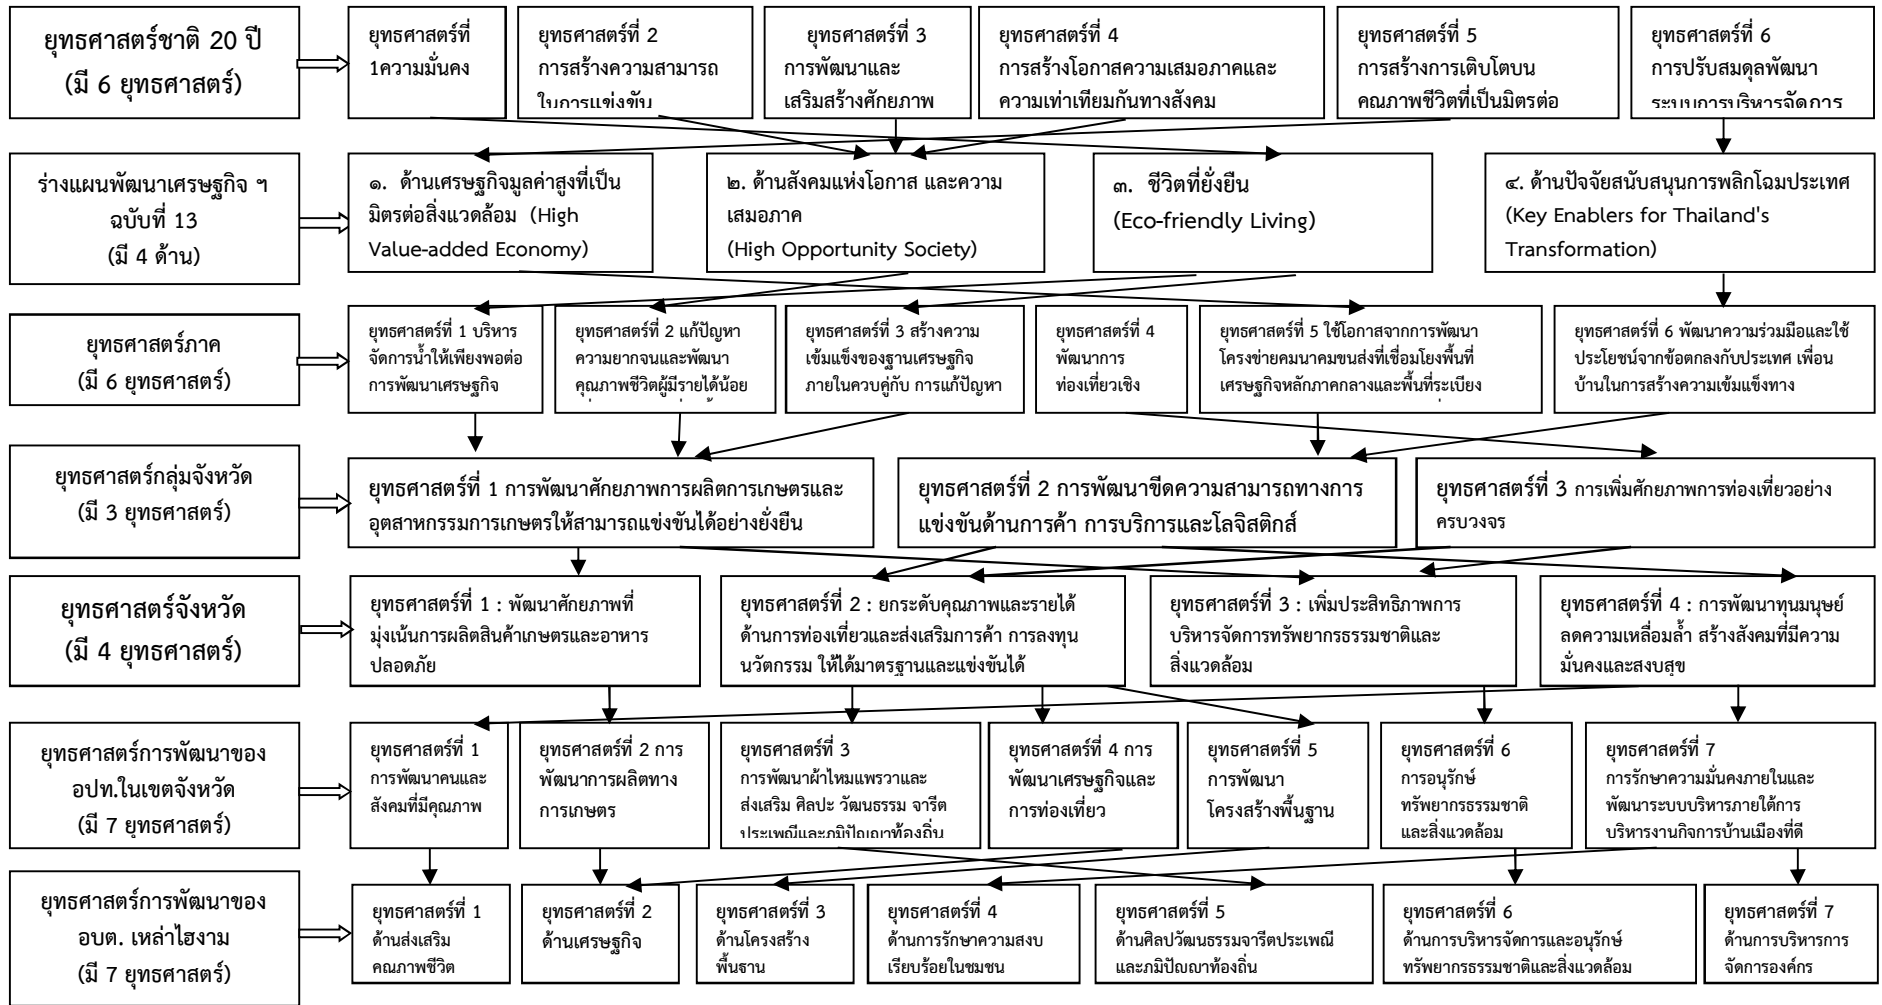 ยุทธศาสตร์ชาติ 20 ปี
(มี 6 ยุทธศาสตร์)
ยุทธศาสตร์ที่
1ความมั่นคง
ยุทธศาสตร์ที่ 2
การสร้างความสามารถ
ในการแข่งขัน
ยุทธศาสตร์ที่ 3
การพัฒนาและ
เสริมสร้างศักยภาพ
ยุทธศาสตร์ที่ 4
การสร้างโอกาสความเสมอภาคและ
ความเท่าเทียมกันทางสังคม
ยุทธศาสตร์ที่ 5
การสร้างการเติบโตบน
คุณภาพชีวิตที่เป็นมิตรต่อ
ยุทธศาสตร์ที่ 6
การปรับสมดุลพัฒนา
ระบบการบริหารจัดการ
ร่างแผนพัฒนาเศรษฐกิจ ฯ
ฉบับที่ 13
(มี 4 ด้าน)
๑. ด้านเศรษฐกิจมูลค่าสูงที่เป็น
มิตรต่อสิ่งแวดล้อม (High
Value-added Economy)
๒. ด้านสังคมแห่งโอกาส และความ
เสมอภาค
(High Opportunity Society)
๓. ชีวิตที่ยั่งยืน
(Eco-friendly Living)
๔. ด้านปัจจัยสนับสนุนการพลิกโฉมประเทศ
(Key Enablers for Thailand's
Transformation)
ยุทธศาสตร์ภาค
(มี 6 ยุทธศาสตร์)
ยุทธศาสตร์ที่ 1 บริหาร
จัดการน้ำให้เพียงพอต่อ
การพัฒนาเศรษฐกิจ
ยุทธศาสตร์ที่ 2 แก้ปัญหา
ความยากจนและพัฒนา
คุณภาพชีวิตผู้มีรายได้น้อย
ยุทธศาสตร์ที่ 3 สร้างความ
เข้มแข็งของฐานเศรษฐกิจ
ภายในควบคู่กับ การแก้ปัญหา
ยุทธศาสตร์ที่ 4
พัฒนาการ
ท่องเที่ยวเชิง
ยุทธศาสตร์ที่ 5 ใช้โอกาสจากการพัฒนา
โครงข่ายคมนาคมขนส่งที่เชื่อมโยงพื้นที่
เศรษฐกิจหลักภาคกลางและพื้นที่ระเบียง
ยุทธศาสตร์ที่ 6 พัฒนาความร่วมมือและใช้
ประโยชน์จากข้อตกลงกับประเทศ เพื่อน
บ้านในการสร้างความเข้มแข็งทาง
ยุทธศาสตร์กลุ่มจังหวัด
(มี 3 ยุทธศาสตร์)
ยุทธศาสตร์ที่ 1 การพัฒนาศักยภาพการผลิตการเกษตรและ
อุตสาหกรรมการเกษตรให้สามารถแข่งขันได้อย่างยั่งยืน
ยุทธศาสตร์ที่ 2 การพัฒนาขีดความสามารถทางการ
แข่งขันด้านการค้า การบริการและโลจิสติกส์
ยุทธศาสตร์ที่ 3 การเพิ่มศักยภาพการท่องเที่ยวอย่าง
ครบวงจร
ยุทธศาสตร์จังหวัด
(มี 4 ยุทธศาสตร์)
ยุทธศาสตร์ที่ 1 : พัฒนาศักยภาพที่
มุ่งเน้นการผลิตสินค้าเกษตรและอาหาร
ปลอดภัย
ยุทธศาสตร์ที่ 2 : ยกระดับคุณภาพและรายได้
ด้านการท่องเที่ยวและส่งเสริมการค้า การลงทุน
นวัตกรรม ให้ได้มาตรฐานและแข่งขันได้
ยุทธศาสตร์ที่ 3 : เพิ่มประสิทธิภาพการ
บริหารจัดการทรัพยากรธรรมชาติและ
สิ่งแวดล้อม
ยุทธศาสตร์ที่ 4 : การพัฒนาทุนมนุษย์
ลดความเหลื่อมล้ำ สร้างสังคมที่มีความ
มั่นคงและสงบสุข
ยุทธศาสตร์การพัฒนาของ
อปท.ในเขตจังหวัด
(มี 7 ยุทธศาสตร์)
ยุทธศาสตร์ที่ 1
การพัฒนาคนและ
สังคมที่มีคุณภาพ
ยุทธศาสตร์ที่ 2 การ
พัฒนาการผลิตทาง
การเกษตร
ยุทธศาสตร์ที่ 3
การพัฒนาผ้าไหมแพรวาและ
ส่งเสริม ศิลปะ วัฒนธรรม จารีต
ประเพณีและภูมิปัญญาท้องถิ่น
ยุทธศาสตร์ที่ 4 การ
พัฒนาเศรษฐกิจและ
การท่องเที่ยว
ยุทธศาสตร์ที่ 5
การพัฒนา
โครงสร้างพื้นฐาน
ยุทธศาสตร์ที่ 6
การอนุรักษ์
ทรัพยากรธรรมชาติ
และสิ่งแวดล้อม
ยุทธศาสตร์ที่ 7
การรักษาความมั่นคงภายในและ
พัฒนาระบบบริหารภายใต้การ
บริหารงานกิจการบ้านเมืองที่ดี
ยุทธศาสตร์การพัฒนาของ
อบต. เหล่าไฮงาม
(มี 7 ยุทธศาสตร์)
ยุทธศาสตร์ที่ 1
ด้านส่งเสริม
คุณภาพชีวิต
ยุทธศาสตร์ที่ 2
ด้านเศรษฐกิจ
ยุทธศาสตร์ที่ 3
ด้านโครงสร้าง
พื้นฐาน
ยุทธศาสตร์ที่ 4
ด้านการรักษาความสงบ
เรียบร้อยในชมชน
ยุทธศาสตร์ที่ 5
ด้านศิลปวัฒนธรรมจารีตประเพณี
และภูมิปัญญาท้องถิ่น
ยุทธศาสตร์ที่ 6
ด้านการบริหารจัดการและอนุรักษ์
ทรัพยากรธรรมชาติและสิ่งแวดล้อม
ยุทธศาสตร์ที่ 7
ด้านการบริหารการ
จัดการองค์กร